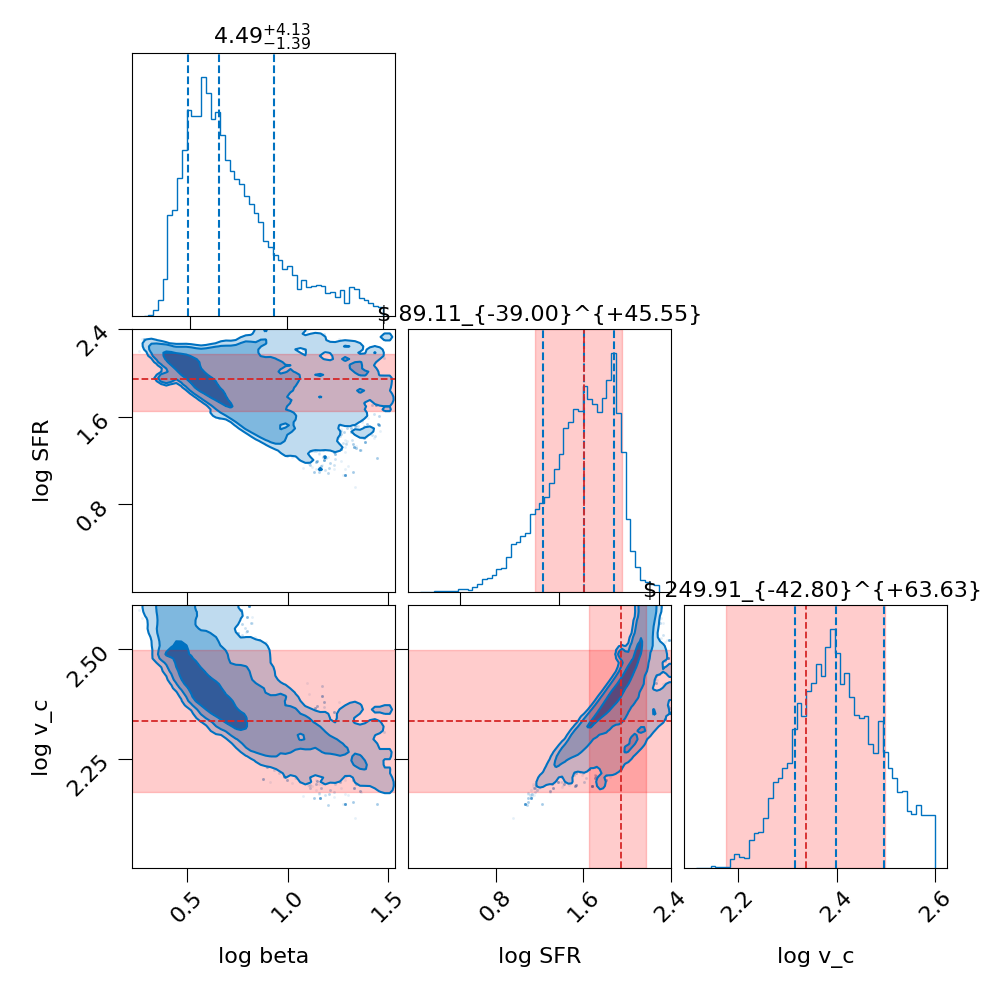 4.49+4.13−1.39
$ 89.11_{-39.00}^{+45.55}
2.4
1.6
0.8
log SFR
$ 249.91_{-42.80}^{+63.63}
2.50
2.25
log v_c
0.5 1.0 1.5 0.8 1.6 2.4 2.2 2.4 2.6
log beta log SFR log v_c